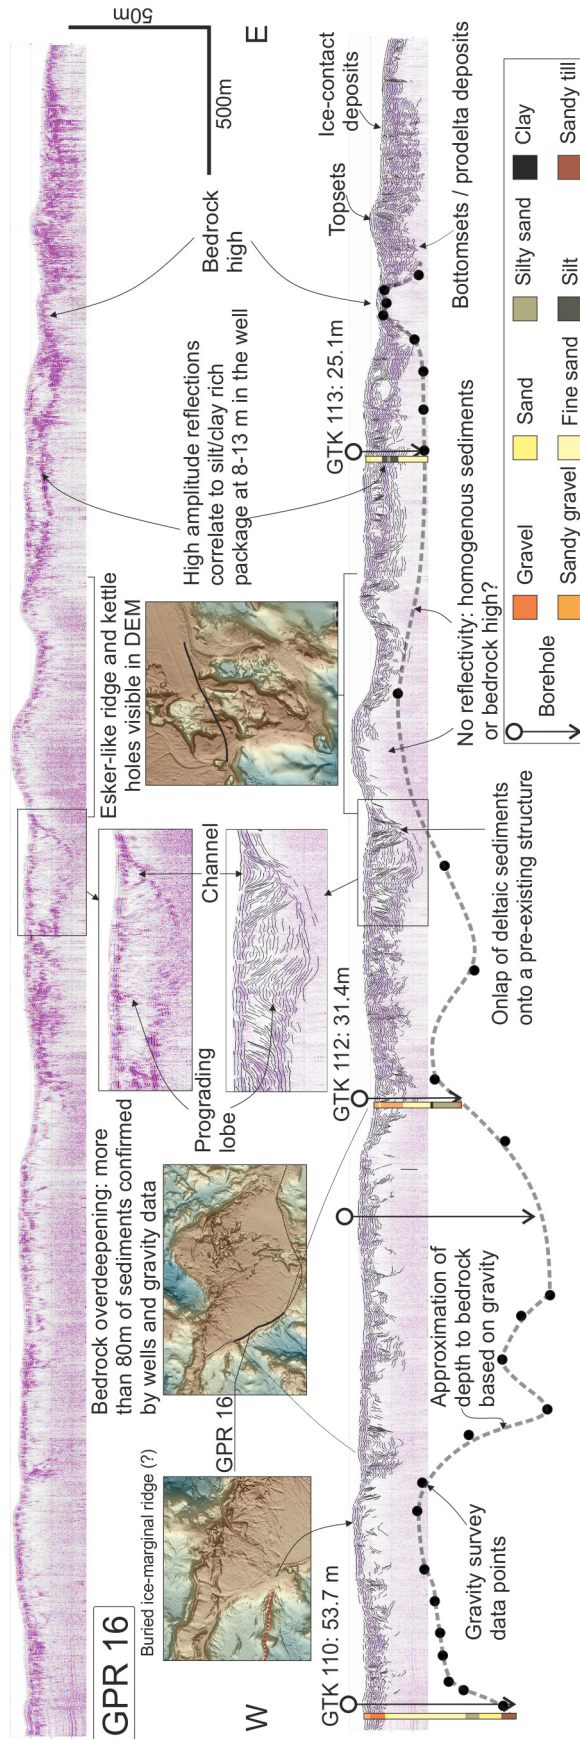 GPR 16
Buried ice-marginal ridge (?)
Bedrock overdeepening: more
than 80m of sediments confirmed
by wells and gravity data
GPR 16
Prograding
lobe
Channel
Esker-like ridge and kettle
holes visible in DEM
High amplitude reflections
correlate to silt/clay rich
package at 8-13 m in the well
Bedrock
high
50m
500m
W
E
GTK 110: 53.7 m
GTK 112: 31.4m
GTK 113: 25.1m
Topsets
Ice-contact
deposits
Gravity survey
data points
Approximation of
depth to bedrock
based on gravity
Onlap of deltaic sediments
onto a pre-existing structure
No reflectivity: homogenous sediments
or bedrock high?
Bottomsets / prodelta deposits
Borehole
Gravel
Sand
Silty sand
Clay
Sandy gravel
Fine sand
Silt
Sandy till